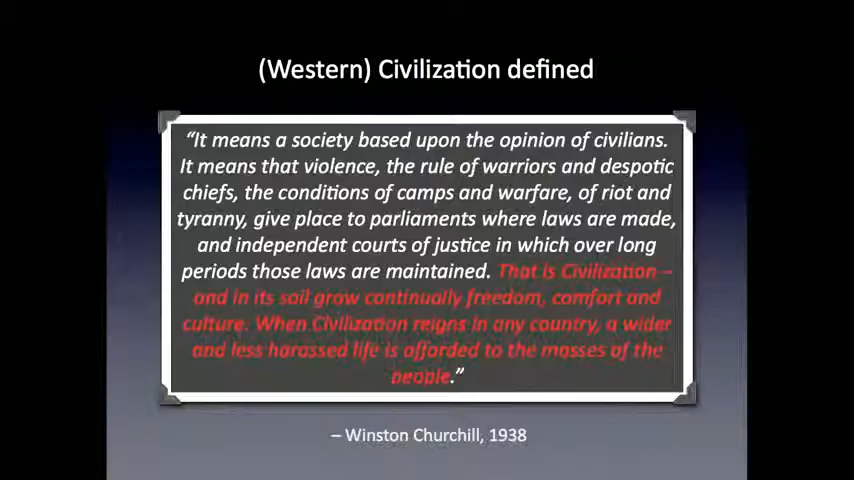 (Western) Civilization defined
“It means a society based upon the opinion of civilians.
It means that violence, the rule of warriors and despotic
chiefs, the conditions of camps and warfare, of riot and
tyranny, give place to parliaments where laws are made,
and independent courts of justice in which over long
periods those laws are maintained. That is Civilization –
and in its soil grow continually freedom, comfort and
culture. When Civilization reigns in any country, a wider
and less harassed life is afforded to the masses of the
people.”
– Winston Churchill, 1938